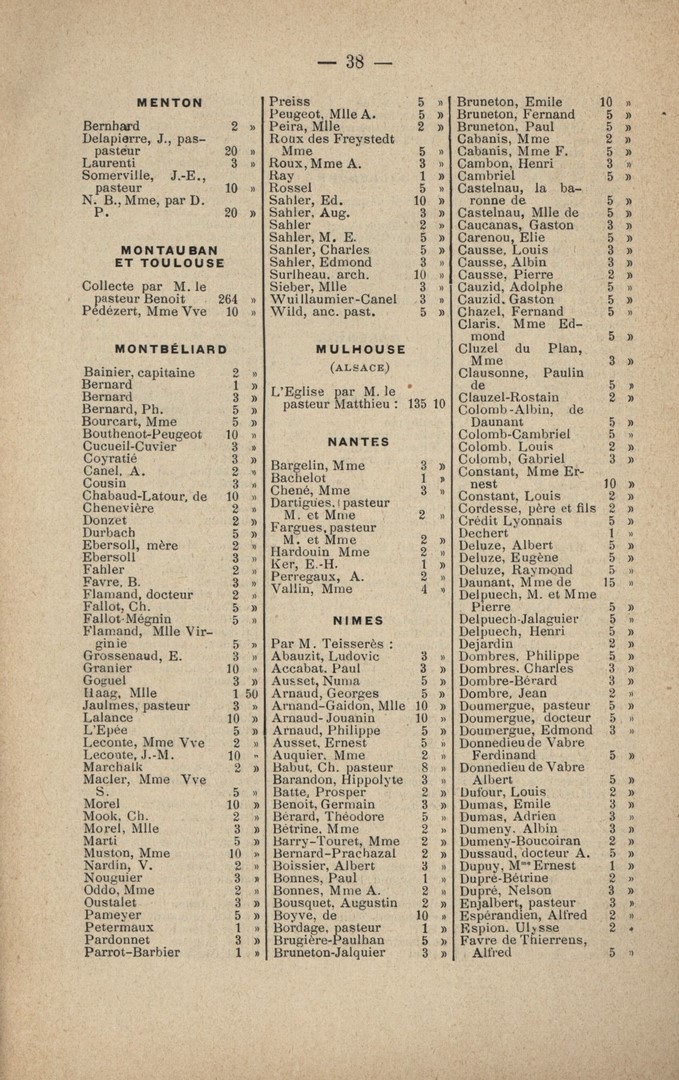 — 38 —
MENTON
Bernhard 2 »
Delapierre, J., pas-
pasteur 20 »
Laurenti 3 »
Somerville, J.-E.,
pasteur 10 »
N. B., Mme, par D.
P. 20 »
MONTAUBAN
ET TOULOUSE
Collecte par M. le
pasteur Benoit 264 »
Pédézert, Mme Vve 10 »
MONTBÉLIARD
Bainier, capitaine 2 »
Bernard 1 »
Bernard 3 »
Bernard, Ph. 5 »
Bourcart, Mme 5 »
Bouthenot-Peugeot 10 »
Cucueil-Cuvier 3 »
Coyratié 3 »
Canel, A. 2 »
Cousin 3 »
Chabaud-Latour, de 10 »
Chenevière 2 »
Donzet 2 »
Durbach 5 »
Ebersoll, mère 2 »
Ebersoll 3 »
Fahler 2 »
Favre, B. 3 »
Flamand, docteur 2 »
Fallot, Ch. 5 »
Fallot-Mégnin 5 »
Flamand, Mlle Vir-
ginie 5 »
Grossenaud, E. 3 »
Granier 10 »
Goguel 3 »
Haag, Mlle 1 50
Jaulmes, pasteur 3 »
Lalance 10 »
L'Epée 5 »
Leconte, Mme Vve 2 »
Leconte, J.-M. 10 »
Marchalk 2 »
Macler, Mme Vve
S. 5 »
Morel 10 »
Mook, Ch. 2 »
Morel, Mlle 3 »
Marti 5 »
Muston, Mme 10 »
Nardin, V. 2 »
Nouguier 3 »
Oddo, Mme 2 »
Oustalet 3 »
Pameyer 5 »
Petermaux 1 »
Pardonnet 3 »
Parrot-Barbier 1 »
Preiss 5 »
Peugeot, Mlle A. 5 »
Peira, Mlle 2 »
Roux des Freystedt
Mme 5 »
Roux, Mme A. 3 »
Ray 1 »
Rossel 5 »
Sahler, Ed. 10 »
Sahler, Aug. 3 »
Sahler 2 »
Sahler, M. E. 5 »
Sanler, Charles 5 »
Sahler, Edmond 3 »
Surlheau. arch. 10 »
Sieber, Mlle 3 »
Wuillaumier-Canel 3 »
Wild, anc. past. 5 »
MULHOUSE
(ALSACE)
L'Eglise par M. le
pasteur Matthieu : 135 10
NANTES
Bargelin, Mme 3 »
Bachelot 1 »
Chené, Mme 3 »
Dartigues, pasteur
M. et Mme 2 »
Fargues, pasteur
M. et Mme 2 »
Hardouin Mme 2 »
Ker, E.-H. 1 »
Perregaux, A. 2 »
Vallin, Mme 4 »
NIMES
Par M. Teisserès :
Abauzit, Ludovic 3 »
Accabat, Paul 3 »
Ausset, Numa 5 »
Arnaud, Georges 5 »
Arnand-Gaidon, Mlle 10 »
Arnaud-Jouanin 10 »
Arnaud, Philippe 5 »
Ausset, Ernest 5 »
Auquier, Mme 2 »
Babut, Ch. pasteur 8 »
Barandon, Hippolyte 3 »
Batte, Prosper 2 »
Benoit, Germain 3 »
Bérard, Théodore 5 »
Bétrine, Mme 2 »
Barry-Touret, Mme 2 »
Bernard-Prachazal 2 »
Boissier, Albert 3 »
Bonnes, Paul 1 »
Bonnes, Mme A. 2 »
Bousquet, Augustin 2 »
Boyve, de 10 »
Bordage, pasteur 1 »
Brugière-Paulhan 5 »
Bruneton-Jalquier 3 »
Bruneton, Emile 10 »
Bruneton, Fernand 5 »
Bruneton, Paul 5 »
Cabanis, Mme 2 »
Cabanis, Mme F. 5 »
Cambon, Henri 3 »
Cambriel 5 »
Castelnau, la ba-
ronne de 5 »
Castelnau, Mlle de 5 »
Caucanas, Gaston 3 »
Carenou, Elie 5 »
Causse, Louis 3 »
Causse, Albin 3 »
Causse, Pierre 2 »
Cauzid, Adolphe 5 »
Cauzid, Gaston 5 »
Chazel, Fernand 5 »
Claris. Mme Ed-
mond 5 »
Cluzel du Plan,
Mme 3 »
Clausonne, Paulin
de 5 »
Clauzel-Rostain 2 »
Colomb-Albin, de
Daunant 5 »
Colomb-Cambriel 5 »
Colomb. Louis 2 »
Colomb, Gabriel 3 »
Constant, Mme Er-
nest 10 »
Constant, Louis 2 »
Cordesse, père et fils 2 »
Crédit Lyonnais 5 »
Dechert 1 »
Deluze, Albert 5 »
Deluze, Eugène 5 »
Deluze, Raymond 5 »
Daunant, Mme de 15 »
Delpuech, M. et Mme
Pierre 5 »
Delpuech-Jalaguier 5 »
Delpuech, Henri 5 »
Dejardin 2 »
Dombres, Philippe 5 »
Dombres. Charles 3 »
Dombre-Bérard 3 »
Dombre, Jean 2 »
Doumergue, pasteur 5 »
Doumergue, docteur 5 »
Doumergue, Edmond 3 »
Donnedieu de Vabre
Ferdinand 5 »
Donnedieu de Vabre
Albert 5 »
Dufour, Louis 2 »
Dumas, Emile 3 »
Dumas, Adrien 3 »
Dumeny. Albin 3 »
Dumeny-Boucoiran 2 »
Dussaud, docteur A. 5 »
Dupuy, Mme Ernest 1 »
Dupré-Bétrine 2 »
Dupré, Nelson 3 »
Enjalbert, pasteur 3 »
Espérandien, Alfred 2 »
Espion, Ulysse 2 »
Favre de Thierrens,
Alfred 5 »